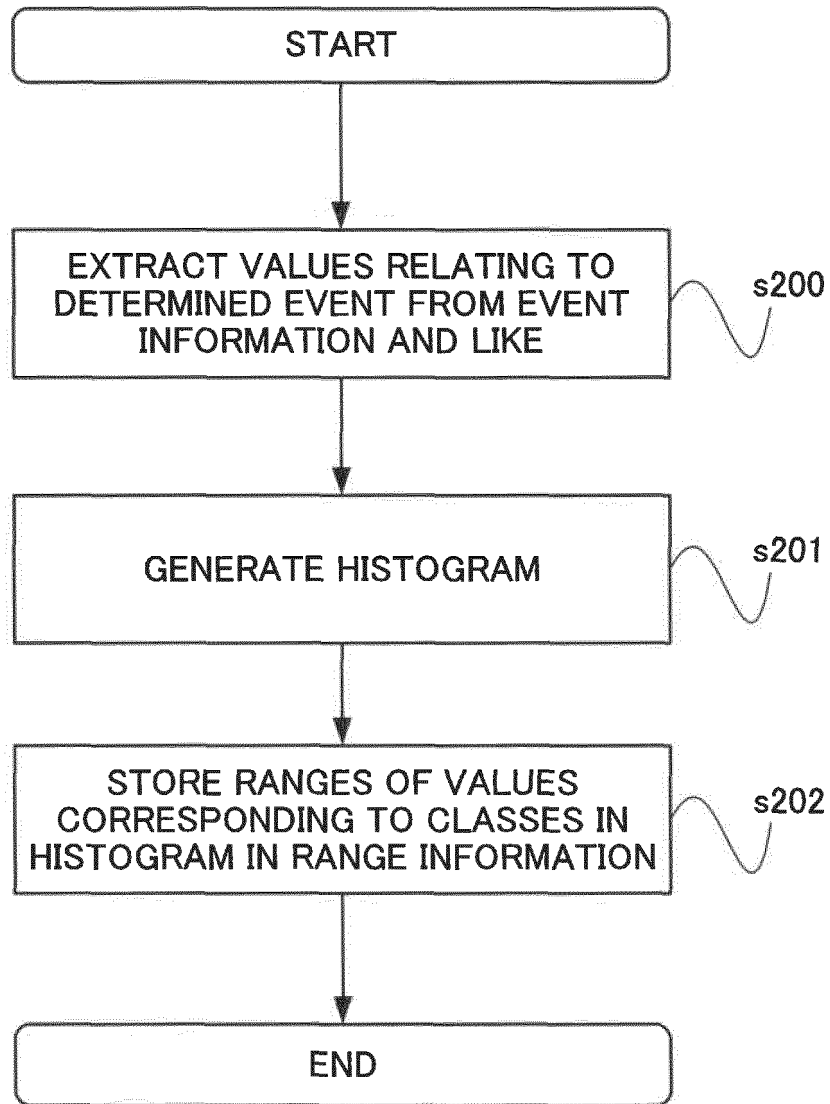 START
EXTRACT VALUES RELATING TO
DETERMINED EVENT FROM EVENT
INFORMATION AND LIKE
s200
GENERATE HISTOGRAM
s201
STORE RANGES OF VALUES
CORRESPONDING TO CLASSES IN
HISTOGRAM IN RANGE INFORMATION
s202
END